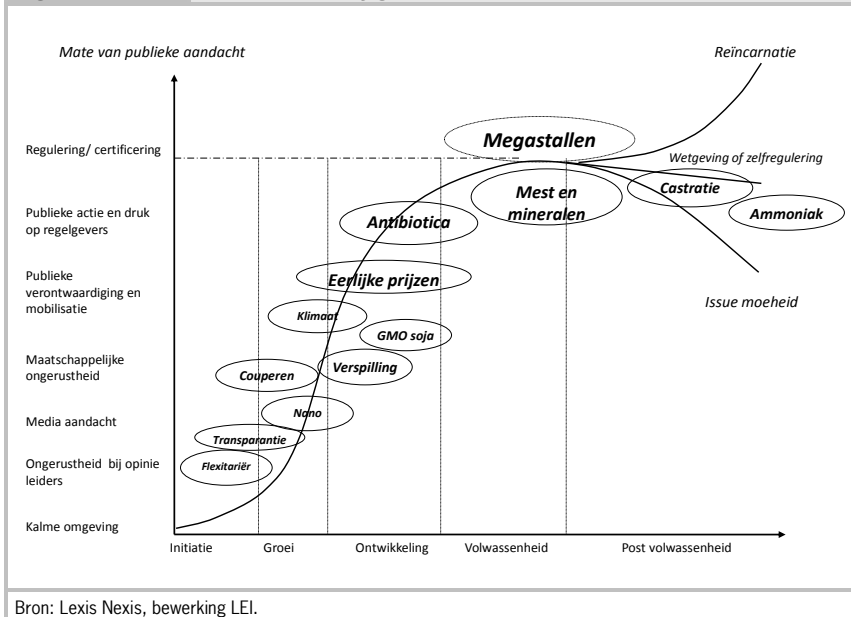 Mate van publieke aandacht
Reïncarnatie
Regulering/ certificering
Megastallen
Wetgeving of zelfregulering
Mest en
mineralen
Castratie
Ammoniak
Publieke actie en druk
op regelgevers
Antibiotica
Publieke
verontwaardiging en
mobilisatie
Eerlijke prijzen
Issue moeheid
Klimaat
GMO soja
Maatschappelijke
ongerustheid
Verspilling
Couperen
Media aandacht
Nano
Transparantie
Ongerustheid bij opinie
leiders
Flexitariër
Kalme omgeving
Initiatie
Groei
Ontwikkeling
Volwassenheid
Post volwassenheid
Bron: Lexis Nexis, bewerking LEI.